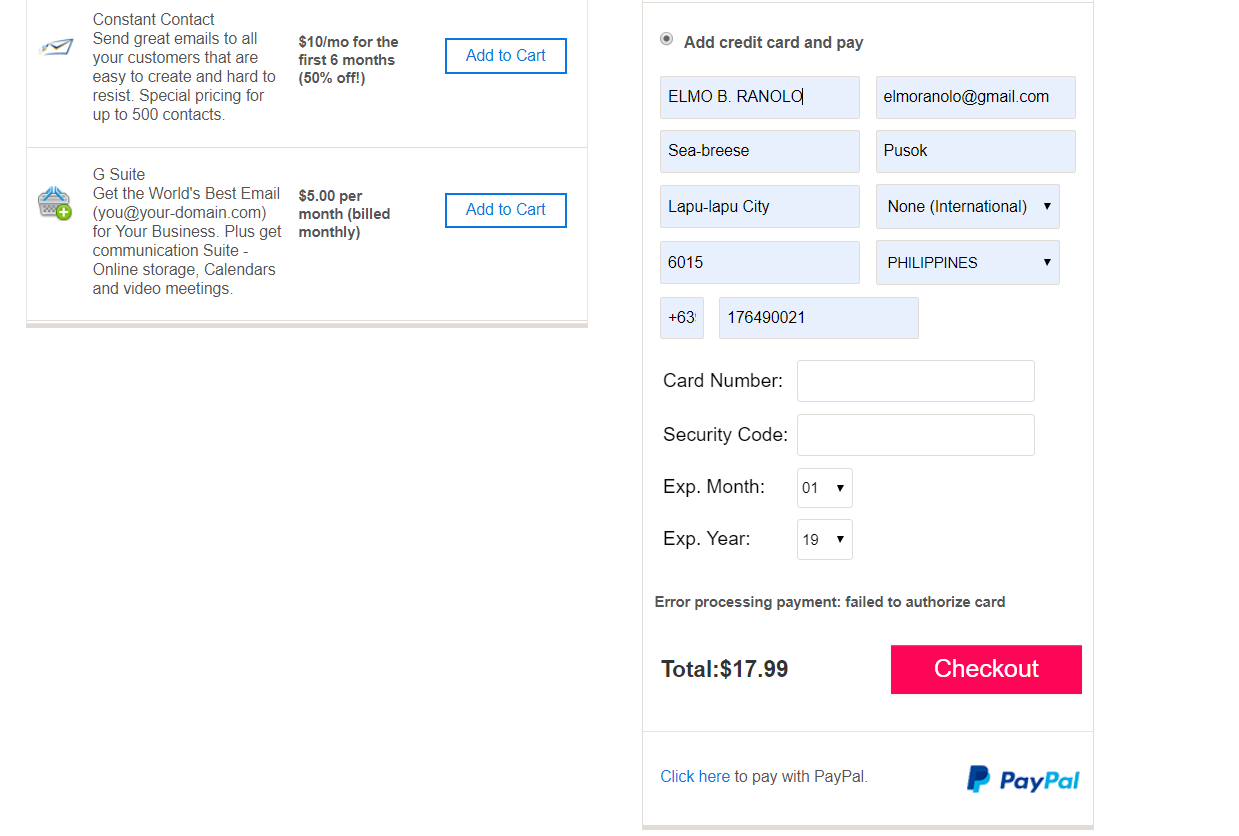 Constant Contact
Send great emails to all
your customers that are
easy to create and hard to
resist. Special pricing for
up to 500 contacts.
$10/mo for the
first 6 months
(50% off!)
Add to Cart
G Suite
Get the World's Best Email
(you@your-domain.com)
for Your Business. Plus get
communication Suite -
Online storage, Calendars
and video meetings.
$5.00 per
month (billed
monthly)
Add to Cart
Add credit card and pay
ELMO B. RANOLO
elmoranolo@gmail.com
Sea-breese
Pusok
Lapu-lapu City
None (International)
6015
PHILIPPINES
+63
176490021
Card Number:
Security Code:
Exp. Month:
01
Exp. Year:
19
Error processing payment: failed to authorize card
Total:$17.99
Checkout
Click here to pay with PayPal.
PayPal